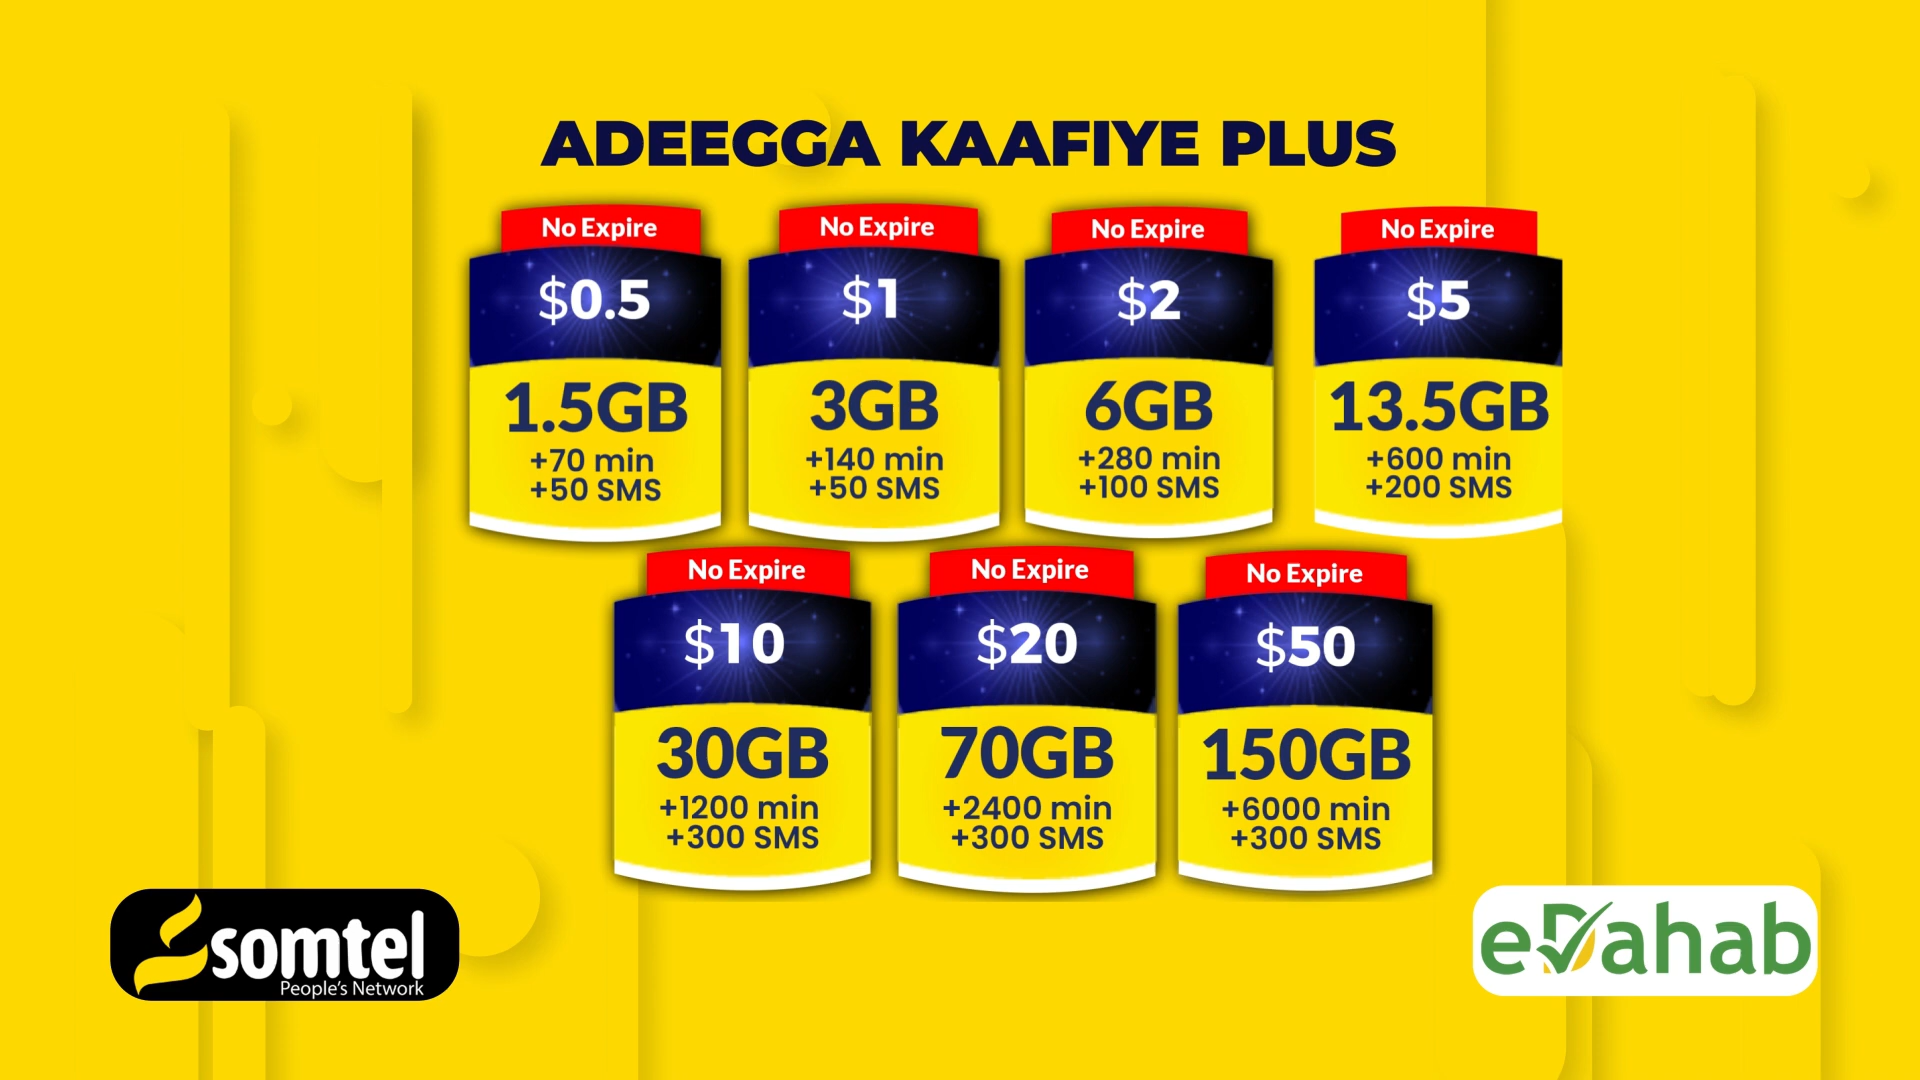 ADEEGGA KAAFIYE PLUS
No Expire
$0.5
1.5GB
+70 min
+50 SMS
No Expire
$1
3GB
+140 min
+50 SMS
No Expire
$2
6GB
+280 min
+100 SMS
No Expire
$5
13.5GB
+600 min
+200 SMS
No Expire
$10
30GB
+1200 min
+300 SMS
No Expire
$20
70GB
+2400 min
+300 SMS
No Expire
$50
150GB
+6000 min
+300 SMS
somtel
People's Network
eDahab